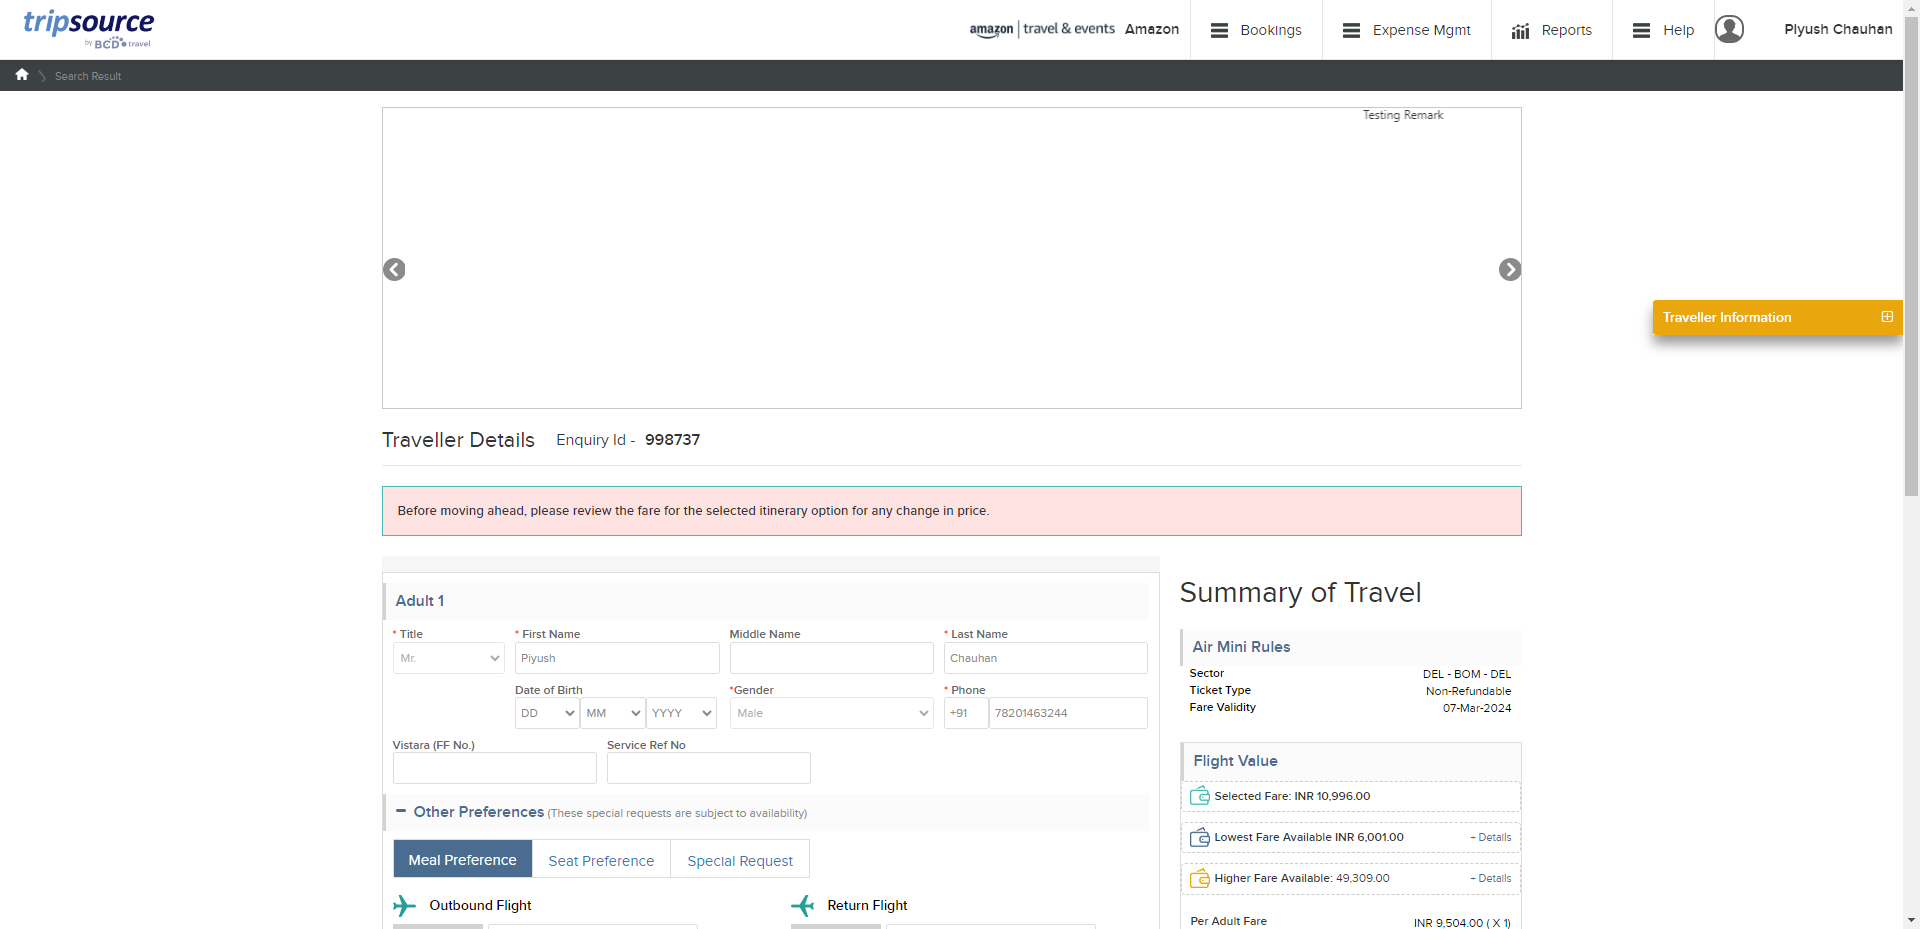 tripsource
by BCD travel
amazon | travel & events Amazon
Bookings
Expense Mgmt
Reports
Help
Piyush Chauhan
Search Result
Testing Remark
Traveller Information
Traveller Details Enquiry Id - 998737
Before moving ahead, please review the fare for the selected itinerary option for any change in price.
Adult 1
* Title * First Name Middle Name * Last Name
Mr. Piyush Chauhan
Date of Birth *Gender * Phone
DD MM YYYY Male +91 78201463244
Vistara (FF No.) Service Ref No
Other Preferences (These special requests are subject to availability)
Meal Preference Seat Preference Special Request
Outbound Flight Return Flight
Summary of Travel
Air Mini Rules
Sector DEL - BOM - DEL
Ticket Type Non-Refundable
Fare Validity 07-Mar-2024
Flight Value
Selected Fare: INR 10,996.00
Lowest Fare Available INR 6,001.00 + Details
Higher Fare Available: 49,309.00 + Details
Per Adult Fare INR 9,504.00 ( X 1)